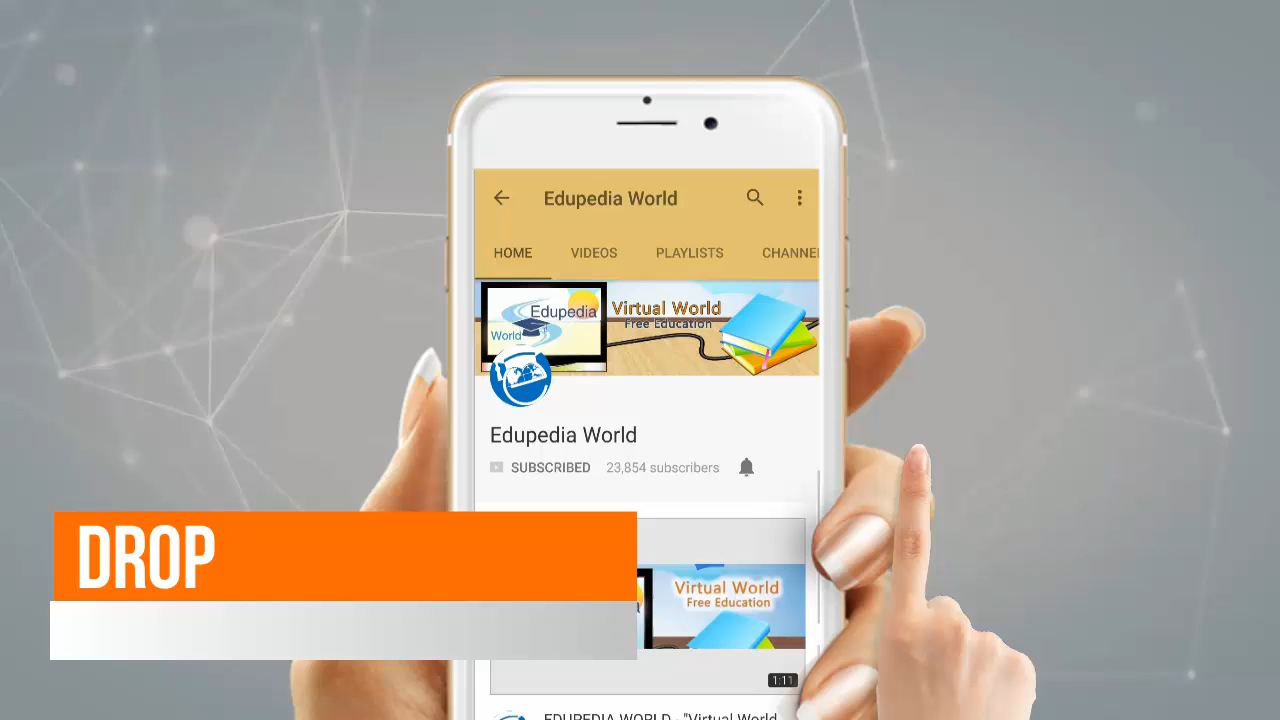 Edupedia World
HOME VIDEOS PLAYLISTS CHANNE
Edupedia
World
Virtual World
Free Education
Edupedia World
SUBSCRIBED 23,854 subscribers
DROP
Virtual World
Free Education
1:11
EDUPEDIA WORLD - "Virtual World